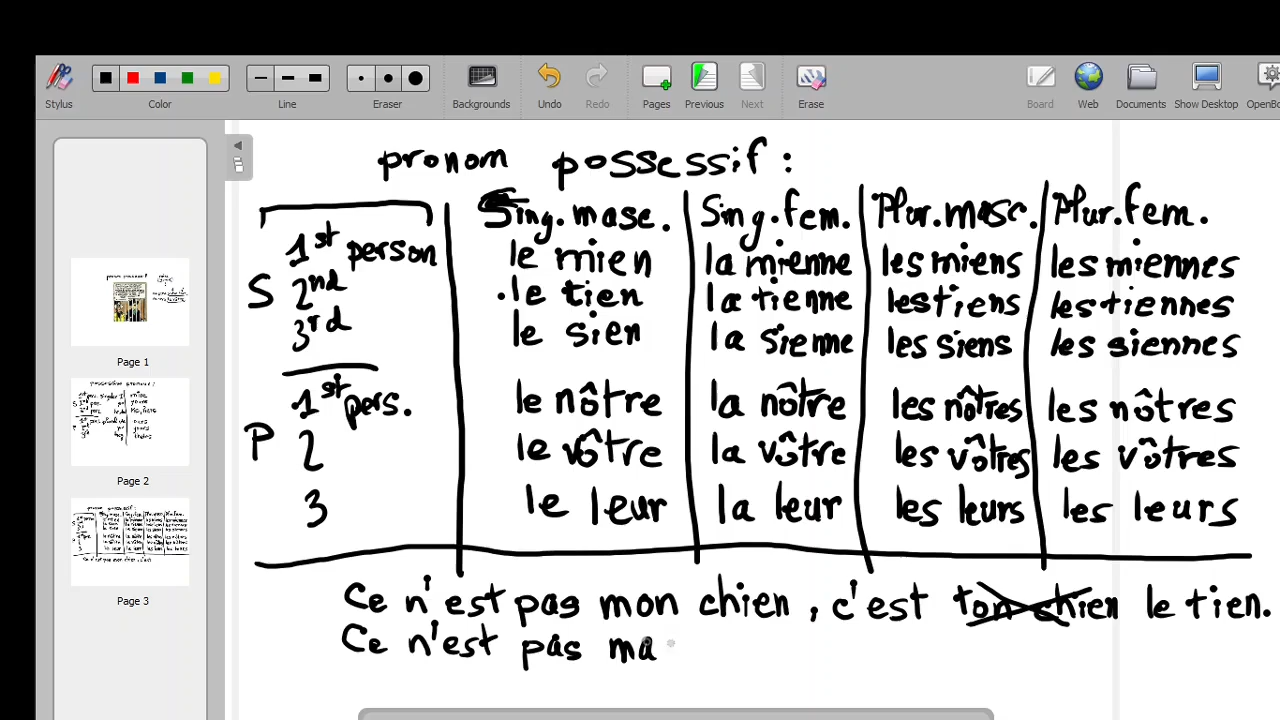 Stylus Color Line Eraser Backgrounds Undo Redo Pages Previous Next Erase Board Web Documents Show Desktop OpenBo
pronom possessif :
Sing. masc. Sing. fem. Plur. masc. Plur. fem.
1st person le mien la mienne les miens les miennes
S 2nd le tien la tienne les tiens les tiennes
3rd le sien la sienne les siens les siennes
1st pers. le nôtre la nôtre les nôtres les nôtres
P 2 le vôtre la vôtre les vôtres les vôtres
3 le leur la leur les leurs les leurs
Ce n'est pas mon chien, c'est ton chien le tien.
Ce n'est pas ma
Page 1
Page 2
Page 3